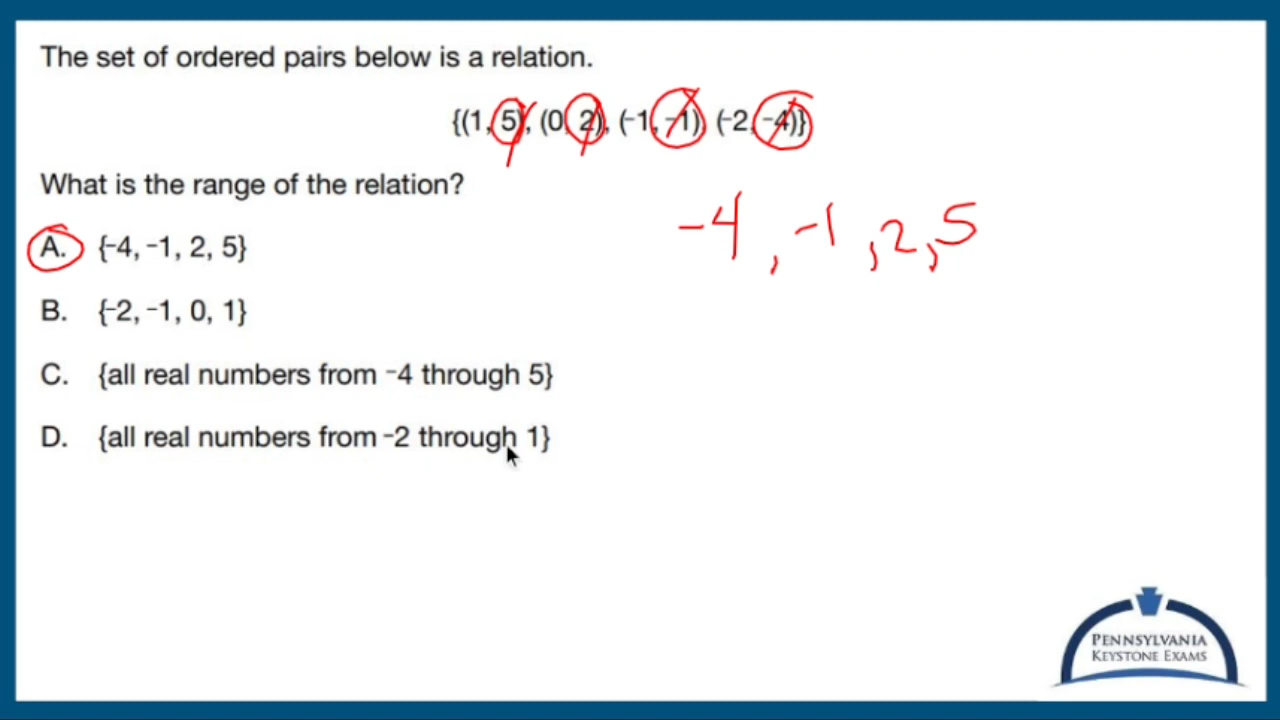 The set of ordered pairs below is a relation.
{(1, 5), (0, 2), (-1, -1), (-2, -4)}
What is the range of the relation?
A. {-4, -1, 2, 5}
-4, -1, 2, 5
B. {-2, -1, 0, 1}
C. {all real numbers from -4 through 5}
D. {all real numbers from -2 through 1}
PENNSYLVANIA
KEYSTONE EXAMS